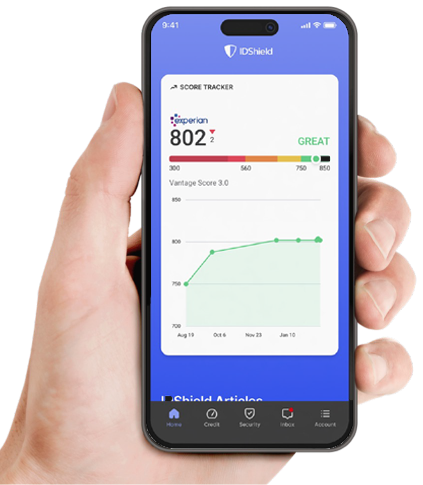 9:41
IDShield
SCORE TRACKER
experian
802 2
GREAT
300 560 750 850
Vantage Score 3.0
850
800
750
700
Aug 19 Oct 6 Nov 23 Jan 10
IDShield Articles
Home Credit Security Inbox Account